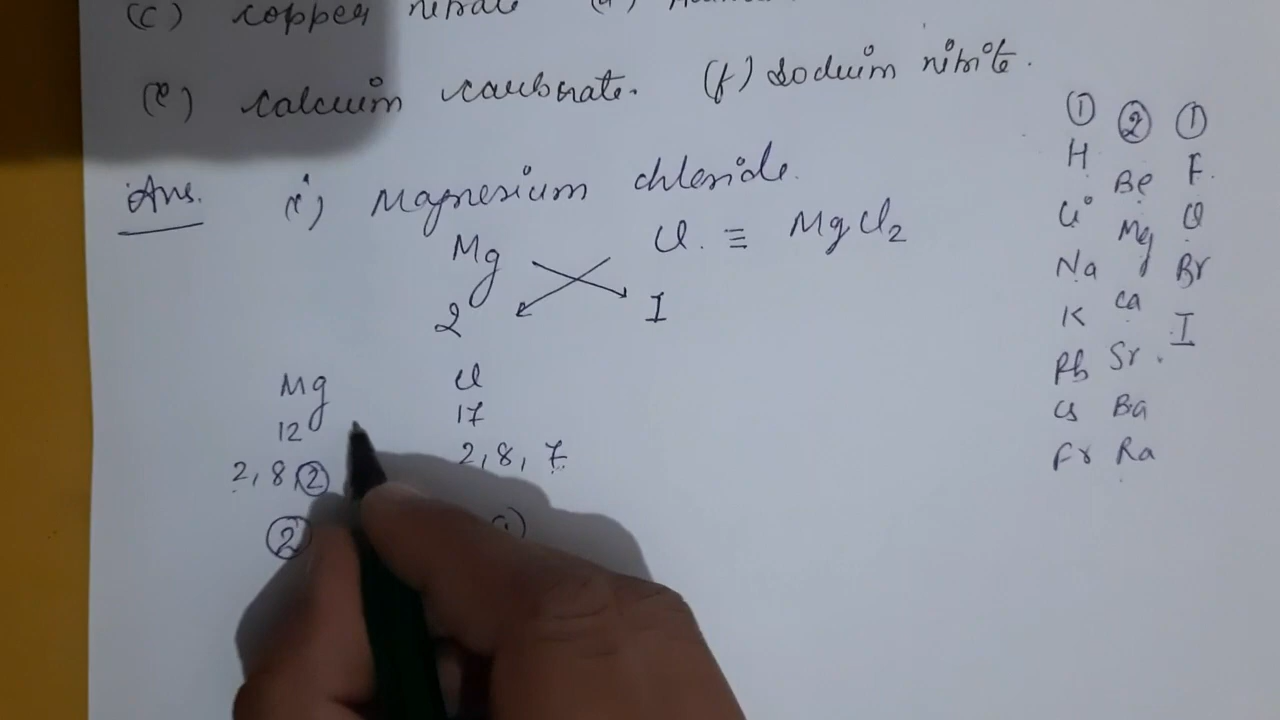 (c) copper nitrate (d)
(e) calcium carbonate. (f) Sodium nitrite.
Ans. (i) Magnesium chloride.
Mg Cl ≡ MgCl2
2 I
Mg Cl
12 17
2,8,2 2,8,7
2
1 2 1
H Be F
Li Mg Cl
Na Ca Br
K Sr I
Rb Ba
Cs Ra
Fr